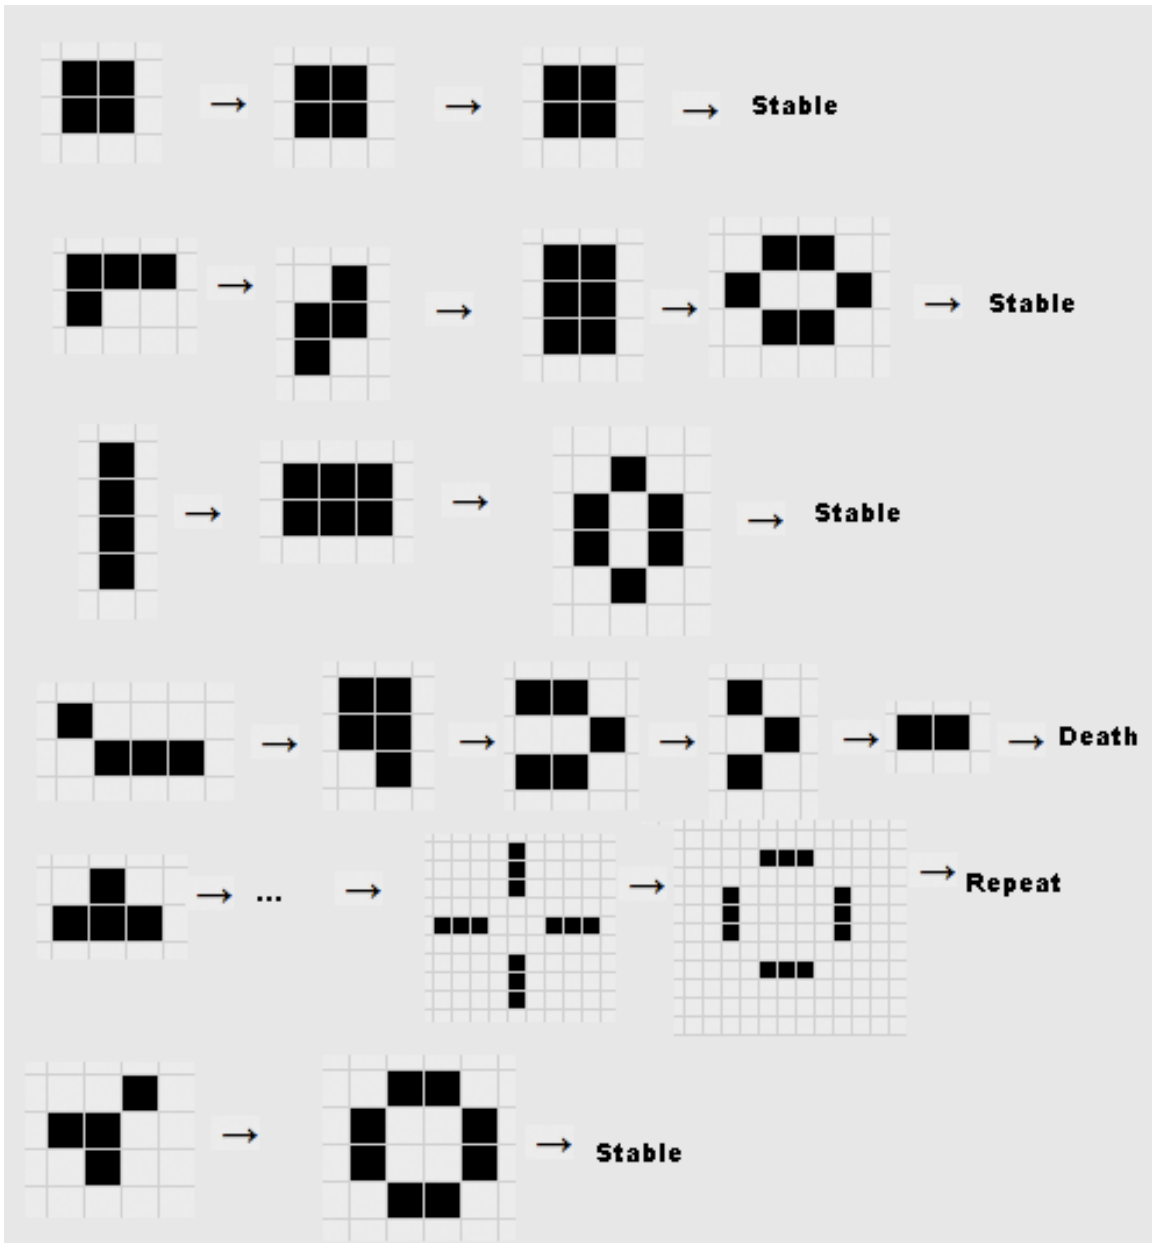 → → → Stable
→ → → → Stable
→ → → Stable
→ → → → → Death
→ ... → → → Repeat
→ → Stable